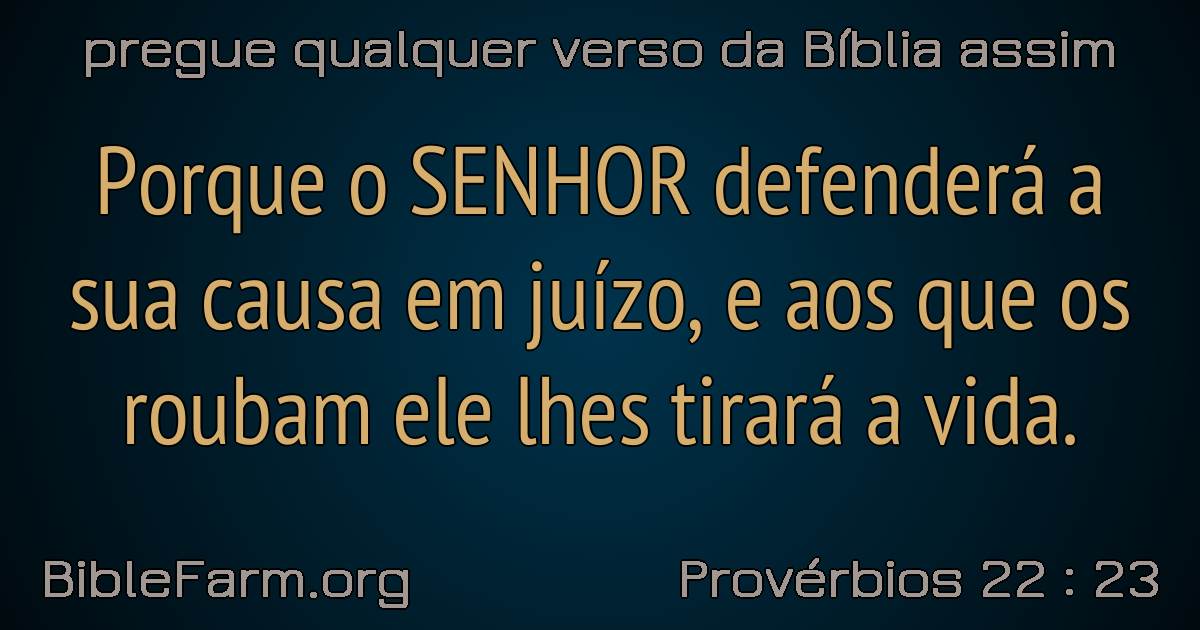 pregue qualquer verso da Bíblia assim
Porque o SENHOR defenderá a
sua causa em juízo, e aos que os
roubam ele lhes tirará a vida.
BibleFarm.org
Provérbios 22 : 23